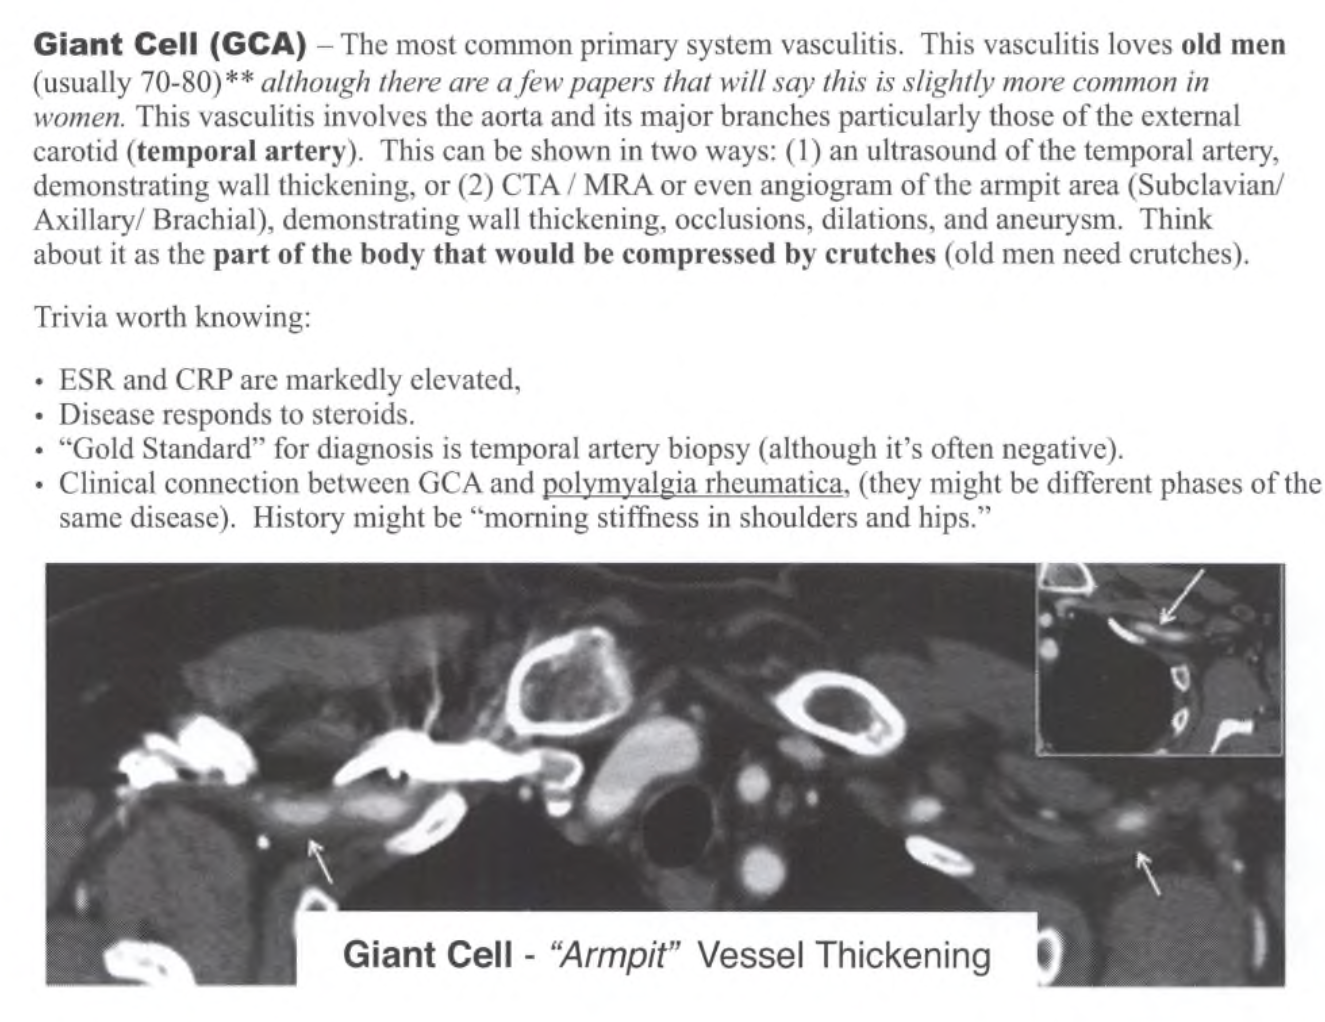 Giant Cell (GCA) – The most common primary system vasculitis. This vasculitis loves old men
(usually 70-80)** although there are a few papers that will say this is slightly more common in
women. This vasculitis involves the aorta and its major branches particularly those of the external
carotid (temporal artery). This can be shown in two ways: (1) an ultrasound of the temporal artery,
demonstrating wall thickening, or (2) CTA / MRA or even angiogram of the armpit area (Subclavian/
Axillary/ Brachial), demonstrating wall thickening, occlusions, dilations, and aneurysm. Think
about it as the part of the body that would be compressed by crutches (old men need crutches).
Trivia worth knowing:
• ESR and CRP are markedly elevated,
• Disease responds to steroids.
• “Gold Standard” for diagnosis is temporal artery biopsy (although it’s often negative).
• Clinical connection between GCA and polymyalgia rheumatica, (they might be different phases of the
same disease). History might be “morning stiffness in shoulders and hips.”
Giant Cell - “Armpit” Vessel Thickening